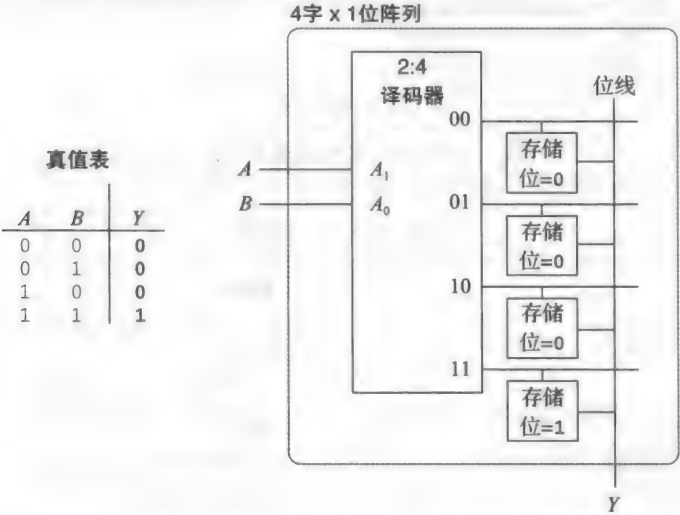 4字 x 1位阵列
2:4
译码器
位线
00
存储
位=0
真值表
A
A₁
B
A₀
01
存储
位=0
A B Y
0 0 0
0 1 0
1 0 0
1 1 1
10
存储
位=0
11
存储
位=1
Y